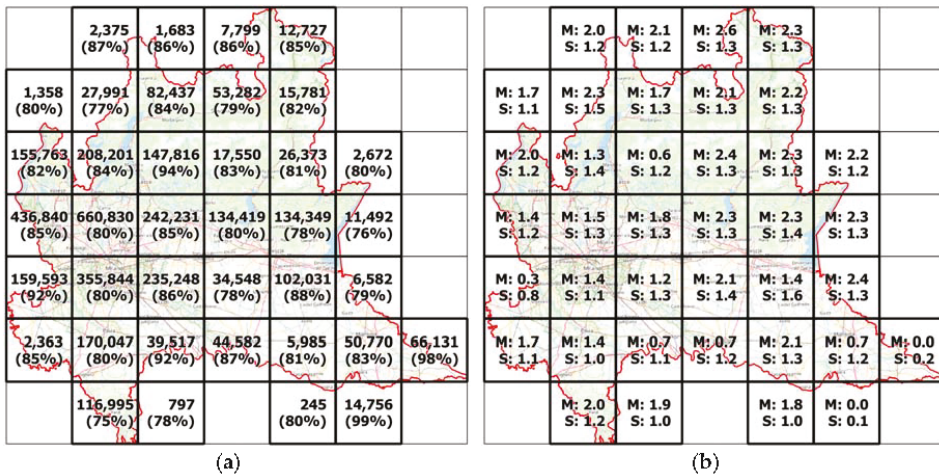 2,375 1,683 7,799 12,727
(87%) (86%) (86%) (85%)
1,358 27,991 82,437 53,282 15,781
(80%) (77%) (84%) (79%) (82%)
155,763 208,201 147,816 17,550 26,373 2,672
(82%) (84%) (94%) (83%) (81%) (80%)
436,840 660,830 242,231 134,419 134,349 11,492
(85%) (80%) (85%) (80%) (78%) (76%)
159,593 355,844 235,248 34,548 102,031 6,582
(92%) (80%) (86%) (78%) (88%) (79%)
2,363 170,047 39,517 44,582 5,985 50,770 66,131
(85%) (80%) (92%) (87%) (81%) (83%) (98%)
116,995 797 245 14,756
(75%) (78%) (80%) (99%)
(a)
M: 2.0 M: 2.1 M: 2.6 M: 2.3
S: 1.2 S: 1.2 S: 1.3 S: 1.3
M: 1.7 M: 2.3 M: 1.7 M: 2.1 M: 2.2
S: 1.1 S: 1.5 S: 1.3 S: 1.3 S: 1.3
M: 2.0 M: 1.3 M: 0.6 M: 2.4 M: 2.3 M: 2.2
S: 1.2 S: 1.4 S: 1.2 S: 1.3 S: 1.3 S: 1.2
M: 1.4 M: 1.5 M: 1.8 M: 2.3 M: 2.3 M: 2.3
S: 1.2 S: 1.3 S: 1.3 S: 1.3 S: 1.4 S: 1.3
M: 0.3 M: 1.4 M: 1.2 M: 2.1 M: 1.4 M: 2.4
S: 0.8 S: 1.1 S: 1.3 S: 1.4 S: 1.6 S: 1.3
M: 1.7 M: 1.4 M: 0.7 M: 0.7 M: 2.1 M: 0.7 M: 0.0
S: 1.1 S: 1.0 S: 1.1 S: 1.2 S: 1.3 S: 1.2 S: 0.2
M: 2.0 M: 1.9 M: 1.8 M: 0.0
S: 1.2 S: 1.0 S: 1.0 S: 0.1
(b)